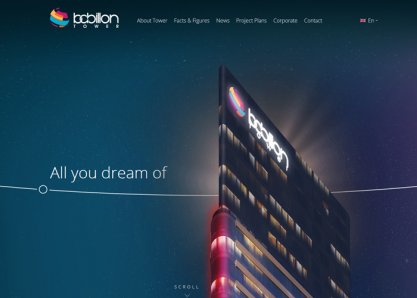 babillon
TOWER
About Tower
Facts & Figures
News
Project Plans
Corporate
Contact
En
babillon
All you dream of
SCROLL